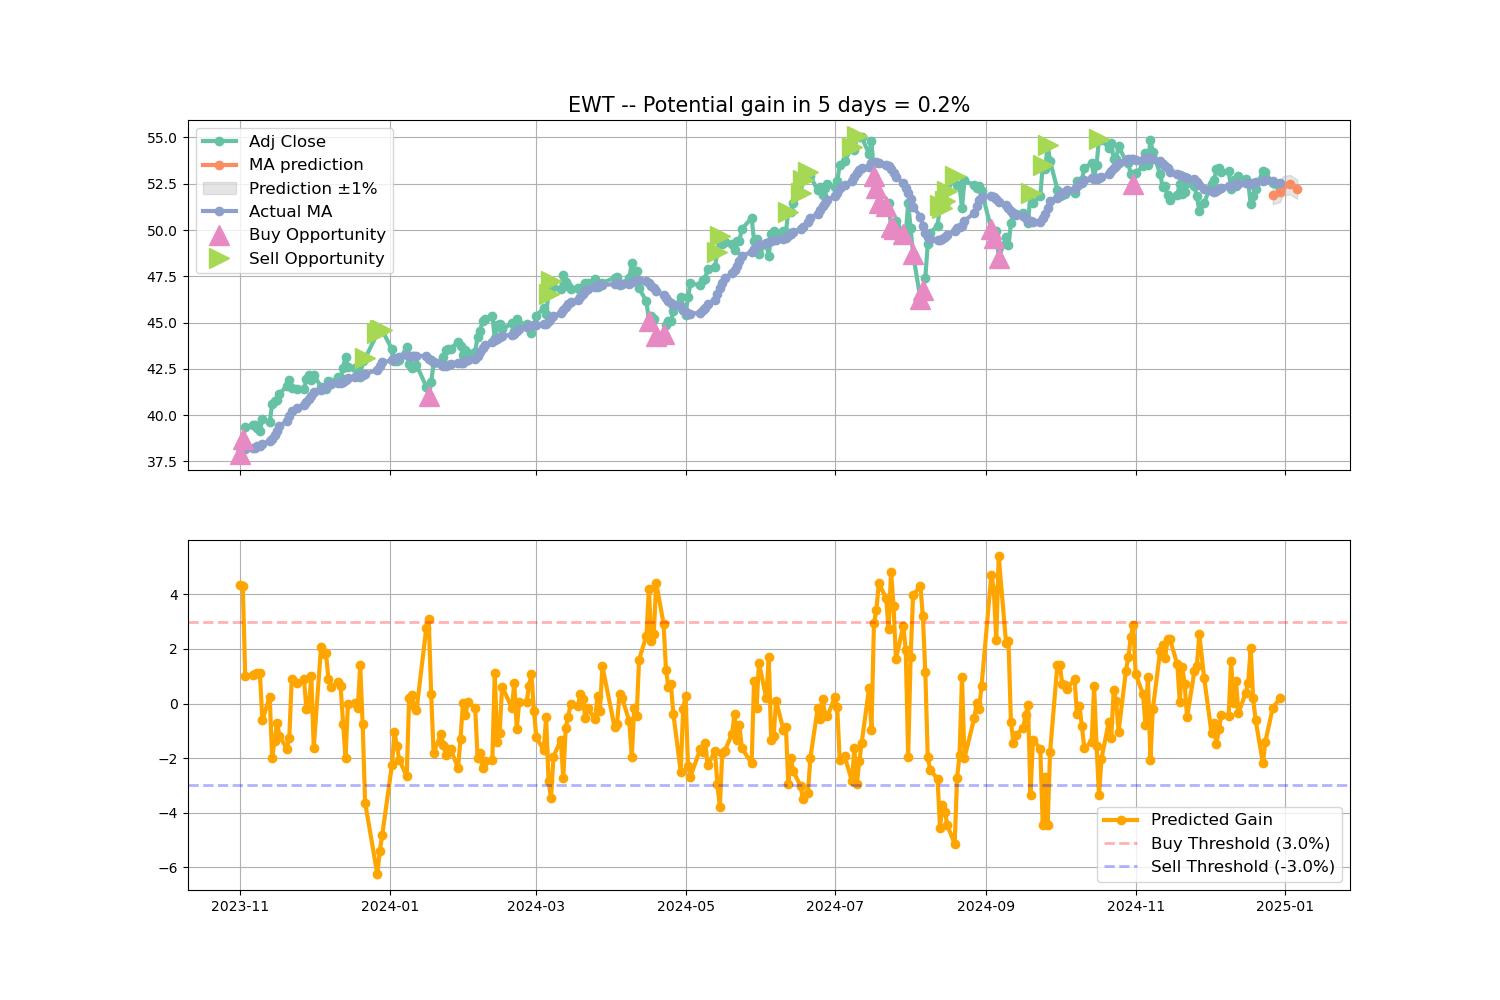 EWT -- Potential gain in 5 days = 0.2%
55.0
52.5
50.0
47.5
45.0
42.5
40.0
37.5
Adj Close
MA prediction
Prediction ±1%
Actual MA
Buy Opportunity
Sell Opportunity
4
2
0
−2
−4
−6
Predicted Gain
Buy Threshold (3.0%)
Sell Threshold (-3.0%)
2023-11
2024-01
2024-03
2024-05
2024-07
2024-09
2024-11
2025-01